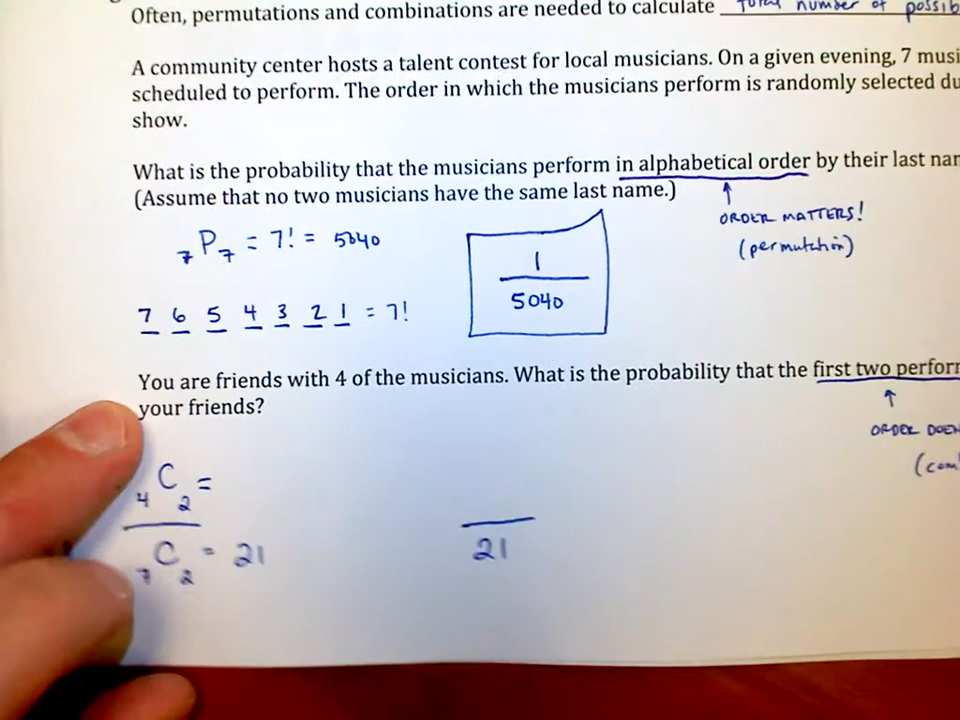 Often, permutations and combinations are needed to calculate total number of possib
A community center hosts a talent contest for local musicians. On a given evening, 7 musi
scheduled to perform. The order in which the musicians perform is randomly selected du
show.
What is the probability that the musicians perform in alphabetical order by their last nam
(Assume that no two musicians have the same last name.)
ORDER MATTERS!
(permutation)
7P7 = 7! = 5040
1
5040
7 6 5 4 3 2 1 = 7!
You are friends with 4 of the musicians. What is the probability that the first two perform
your friends?
ORDER DOEN
(com
4C2 =
7C2 = 21
21